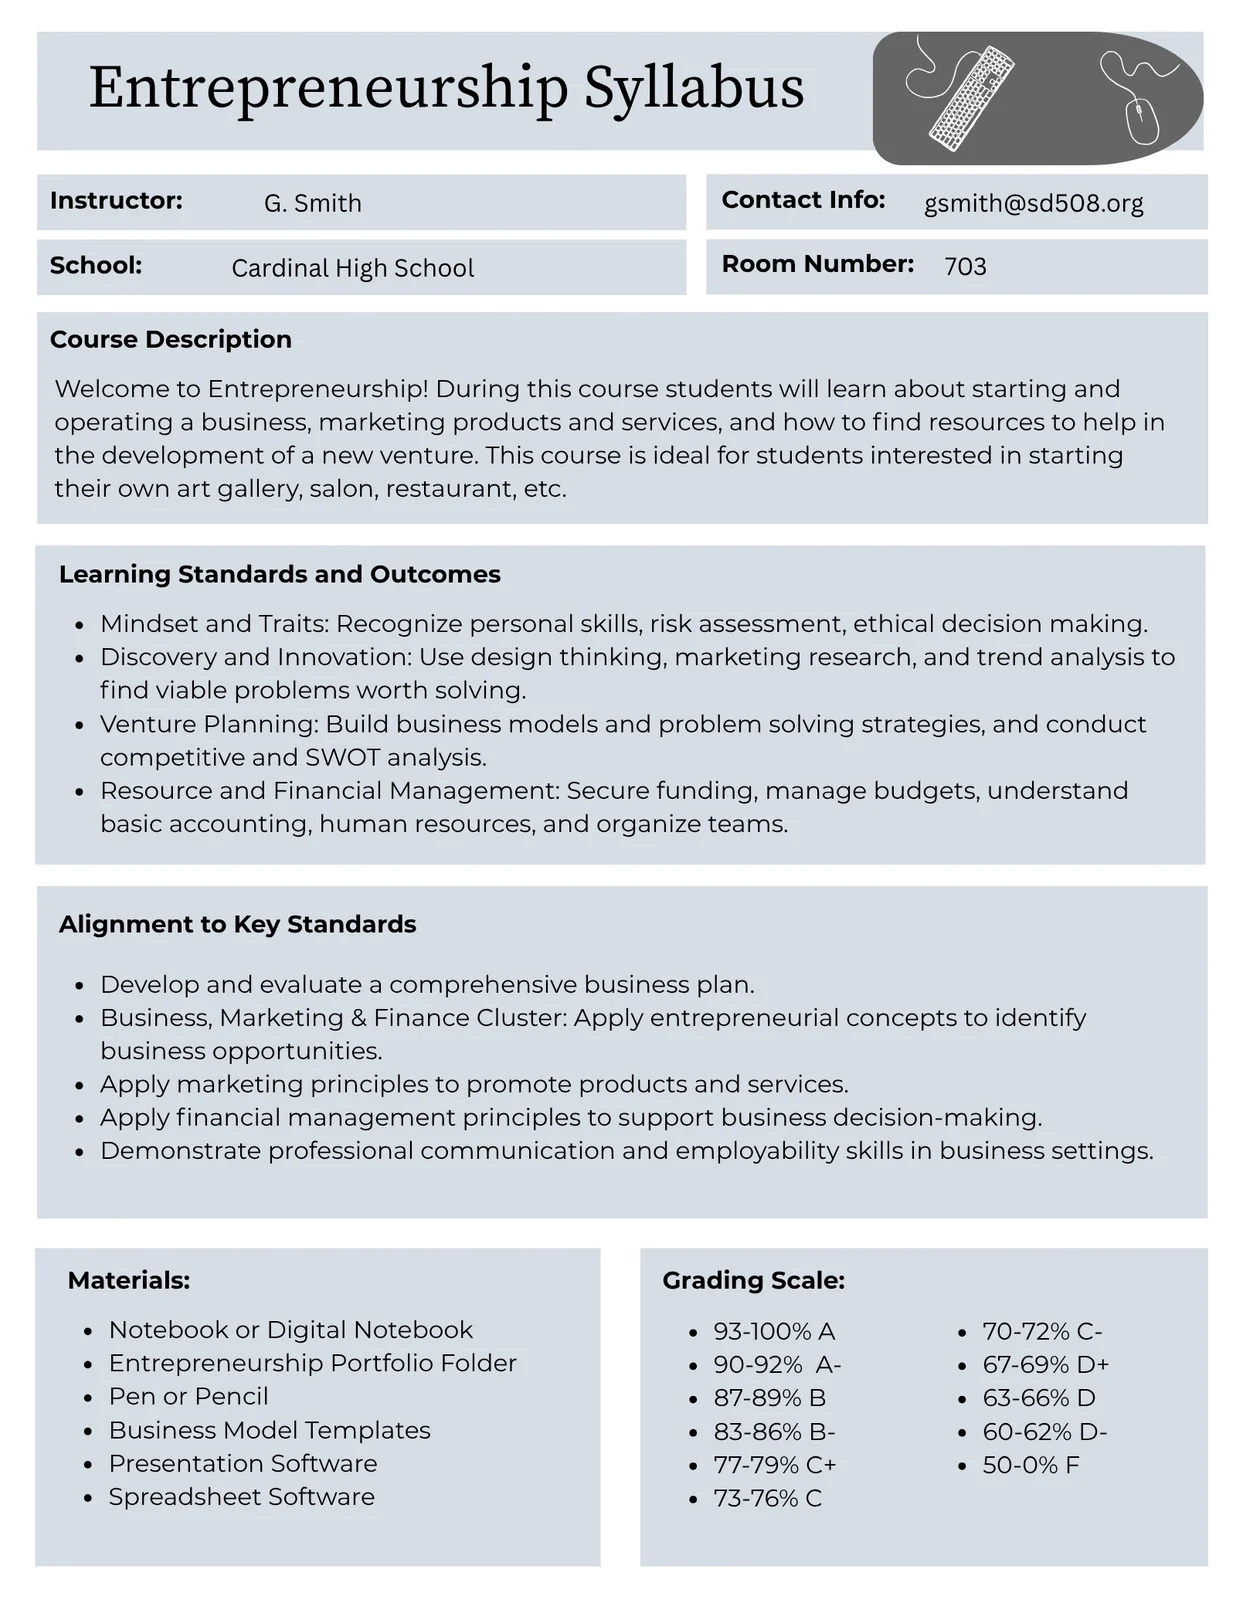 Entrepreneurship Syllabus
Instructor: G. Smith
Contact Info: gsmith@sd508.org
School: Cardinal High School
Room Number: 703
Course Description
Welcome to Entrepreneurship! During this course students will learn about starting and
operating a business, marketing products and services, and how to find resources to help in
the development of a new venture. This course is ideal for students interested in starting
their own art gallery, salon, restaurant, etc.
Learning Standards and Outcomes
• Mindset and Traits: Recognize personal skills, risk assessment, ethical decision making.
• Discovery and Innovation: Use design thinking, marketing research, and trend analysis to
find viable problems worth solving.
• Venture Planning: Build business models and problem solving strategies, and conduct
competitive and SWOT analysis.
• Resource and Financial Management: Secure funding, manage budgets, understand
basic accounting, human resources, and organize teams.
Alignment to Key Standards
• Develop and evaluate a comprehensive business plan.
• Business, Marketing & Finance Cluster: Apply entrepreneurial concepts to identify
business opportunities.
• Apply marketing principles to promote products and services.
• Apply financial management principles to support business decision-making.
• Demonstrate professional communication and employability skills in business settings.
Materials:
• Notebook or Digital Notebook
• Entrepreneurship Portfolio Folder
• Pen or Pencil
• Business Model Templates
• Presentation Software
• Spreadsheet Software
Grading Scale:
• 93-100% A
• 90-92% A-
• 87-89% B
• 83-86% B-
• 77-79% C+
• 73-76% C
• 70-72% C-
• 67-69% D+
• 63-66% D
• 60-62% D-
• 50-0% F